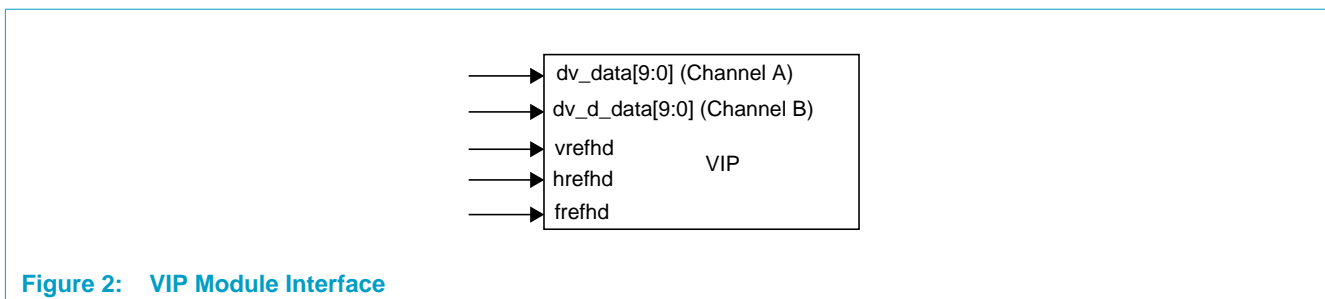 dv_data[9:0] (Channel A)
dv_d_data[9:0] (Channel B)
vrefhd
VIP
hrefhd
frefhd
Figure 2: VIP Module Interface